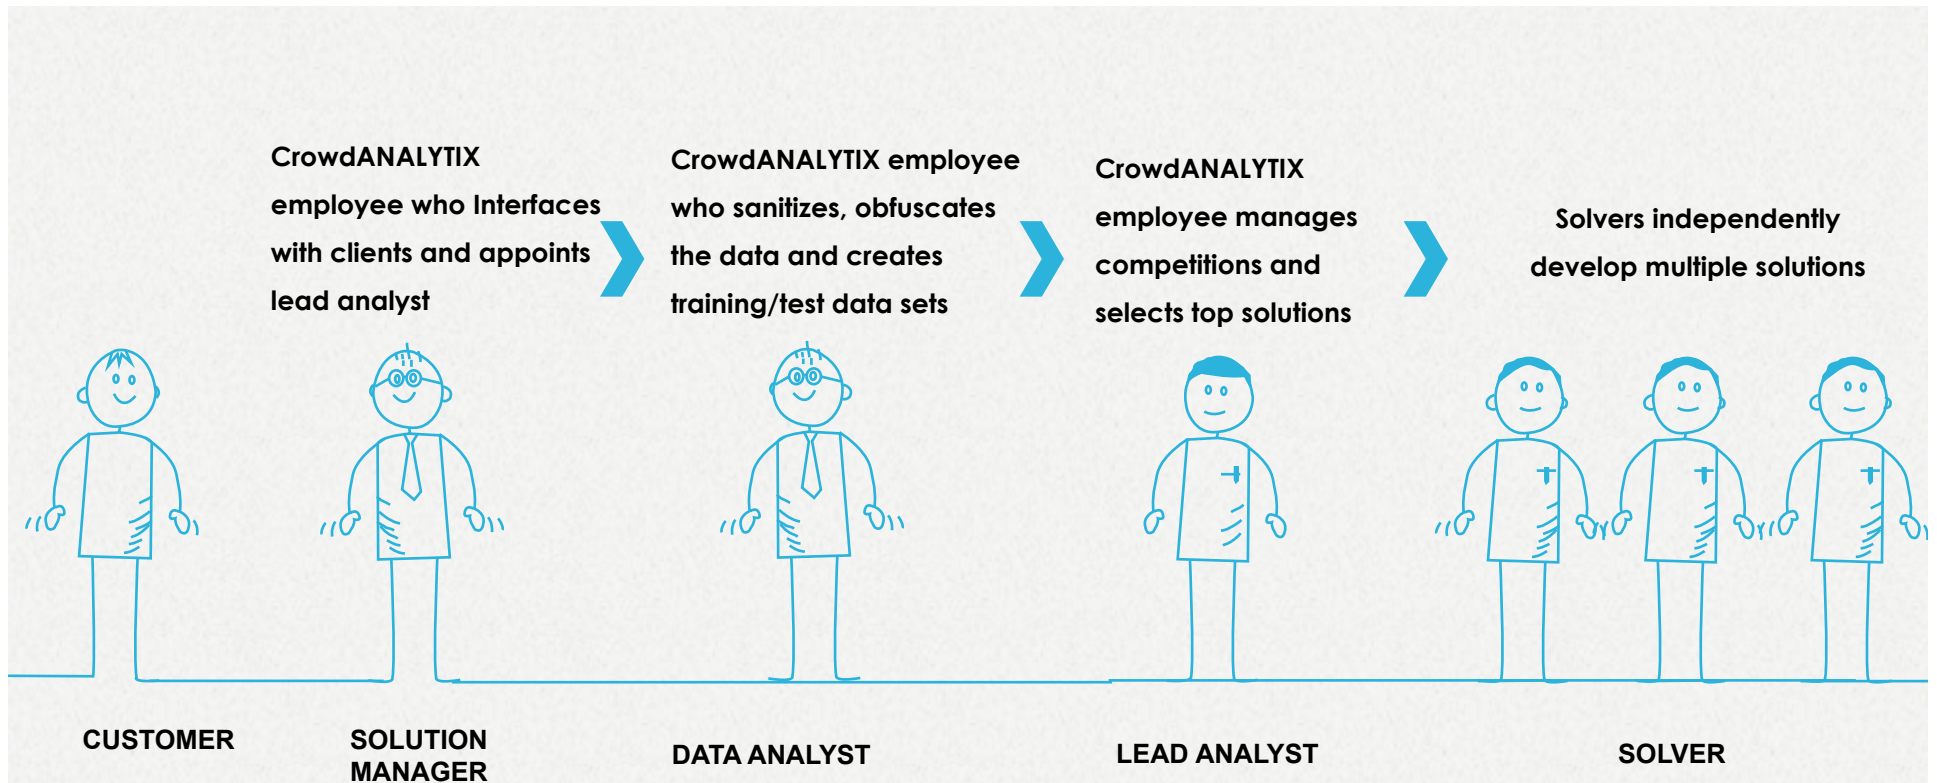 CrowdANALYTIX
employee who Interfaces
with clients and appoints
lead analyst
CrowdANALYTIX employee
who sanitizes, obfuscates
the data and creates
training/test data sets
CrowdANALYTIX
employee manages
competitions and
selects top solutions
Solvers independently
develop multiple solutions
CUSTOMER
SOLUTION
MANAGER
DATA ANALYST
LEAD ANALYST
SOLVER